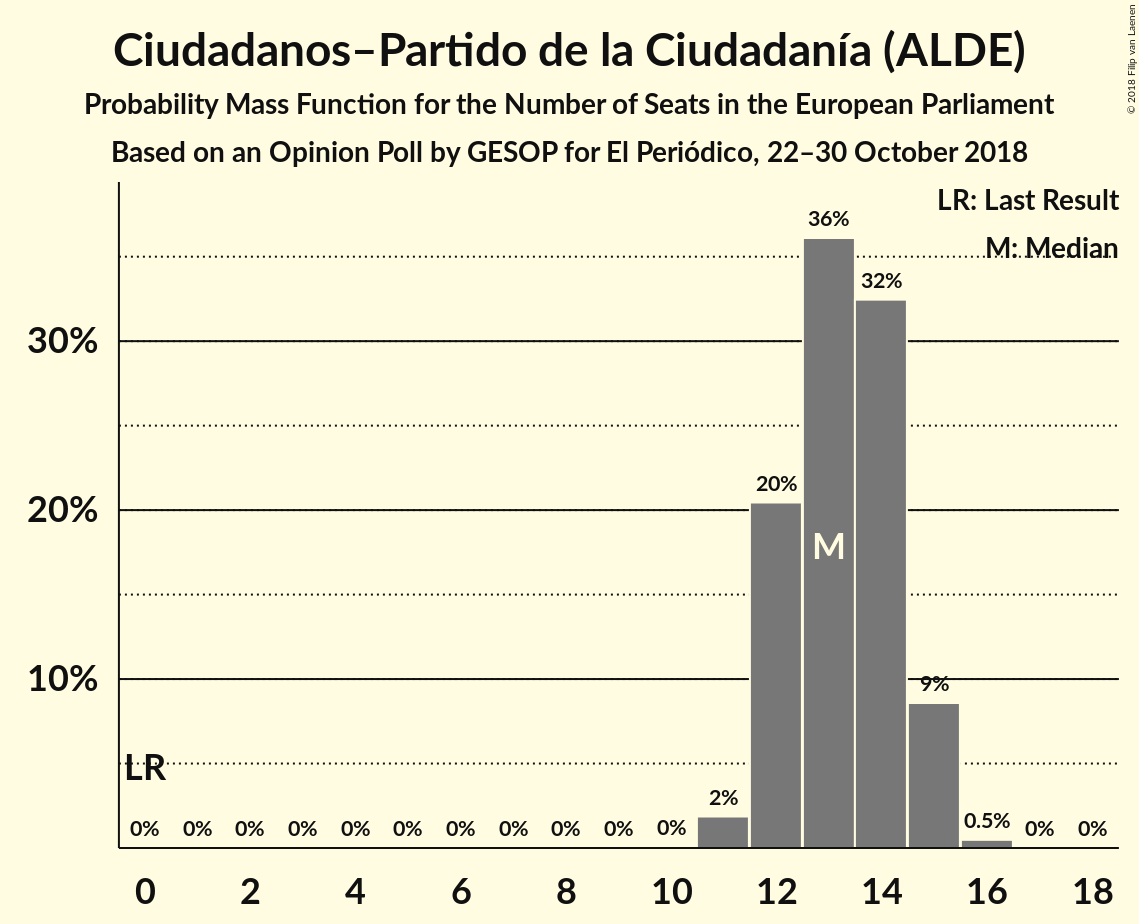 © 2018 Filip van Laenen
Ciudadanos–Partido de la Ciudadanía (ALDE)
Probability Mass Function for the Number of Seats in the European Parliament
Based on an Opinion Poll by GESOP for El Periódico, 22–30 October 2018
LR: Last Result
M: Median
36%
32%
30%
20%
20%
M
10%
9%
LR
2%
0% 0% 0% 0% 0% 0% 0% 0% 0% 0% 0% 0.5% 0% 0%
0 2 4 6 8 10 12 14 16 18